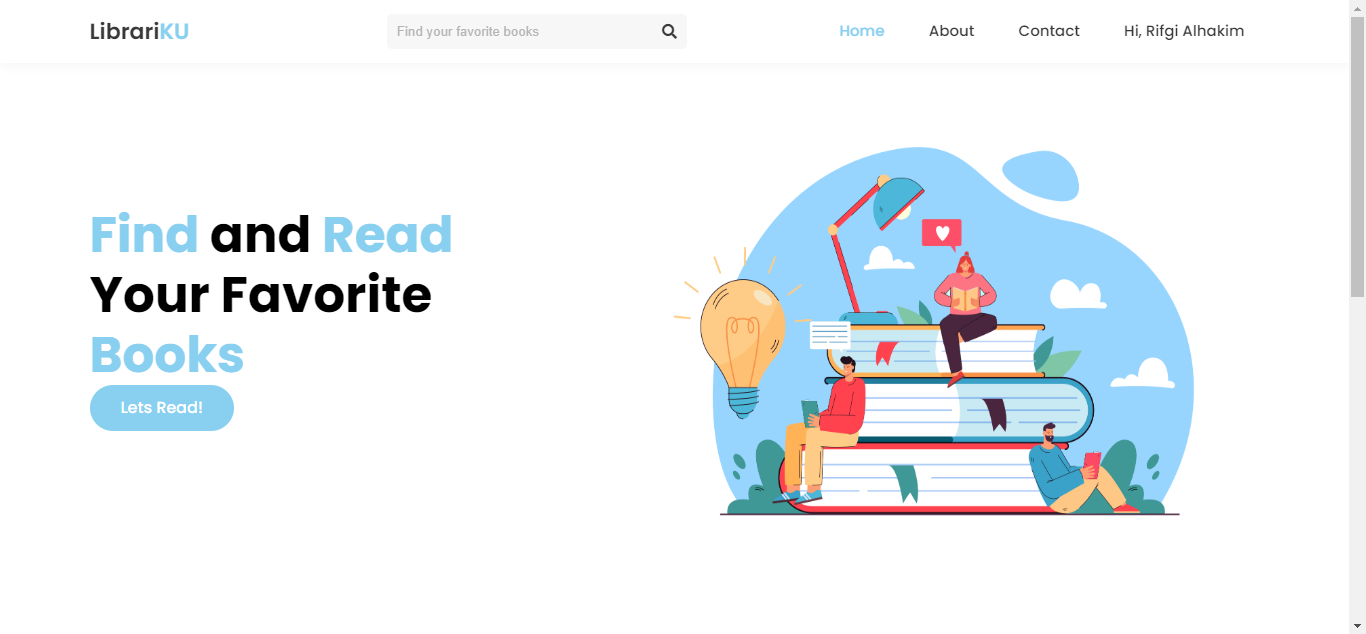 LibrariKU
Find your favorite books
Home
About
Contact
Hi, Rifgi Alhakim
Find and Read
Your Favorite
Books
Lets Read!